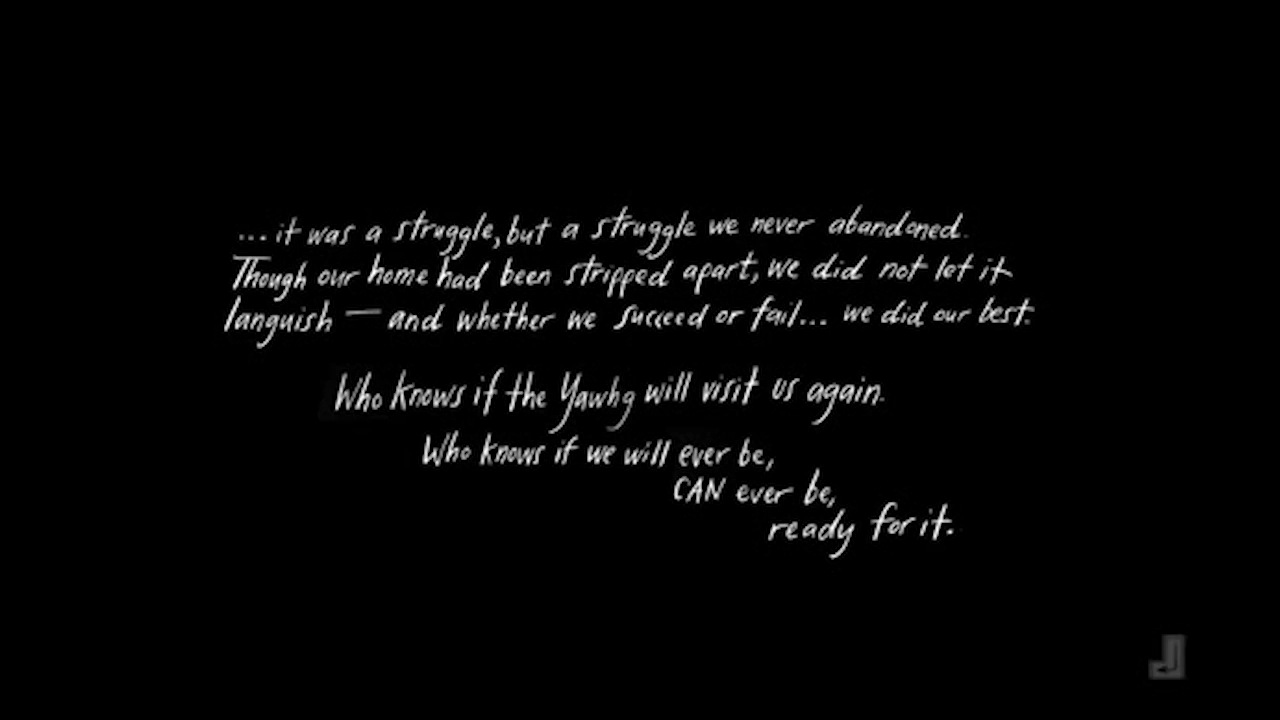 ...it was a struggle, but a struggle we never abandoned.
Though our home had been stripped apart, we did not let it
languish — and whether we succeed or fail... we did our best.
Who knows if the Yawhg will visit us again.
Who knows if we will ever be,
CAN ever be,
ready for it.
J